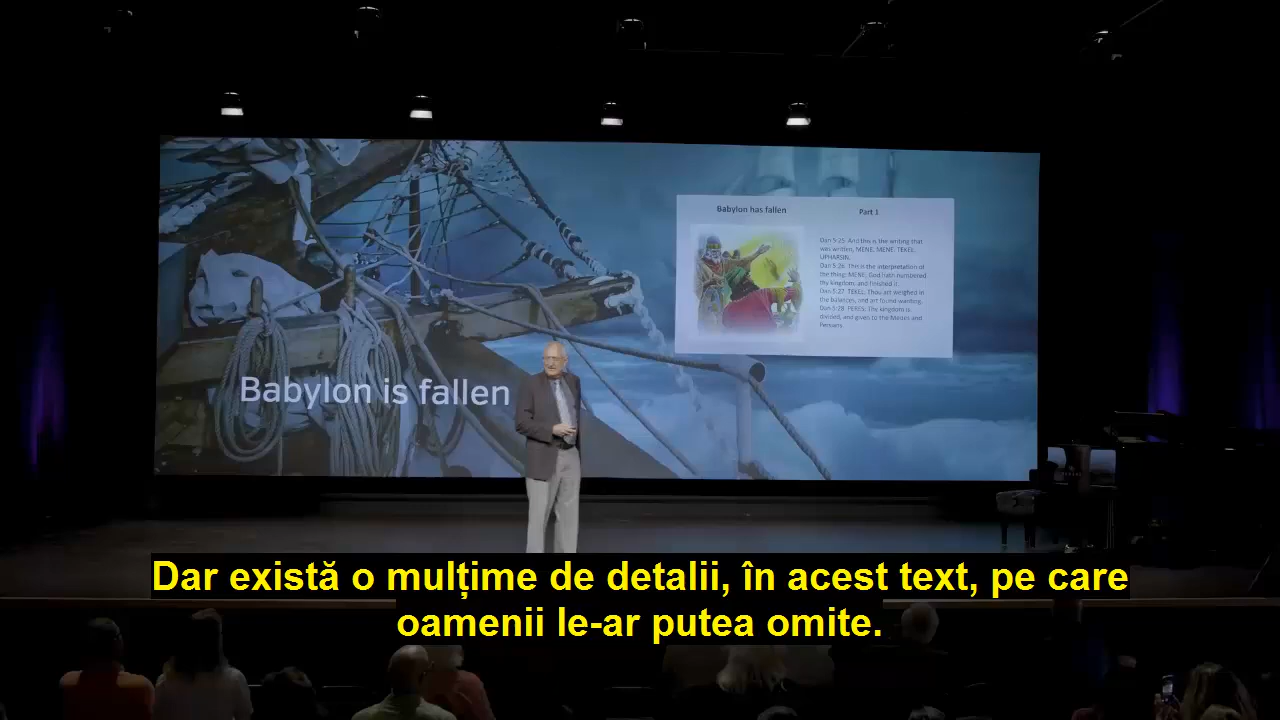 Babylon has fallen
Part 1
Dan 5:25 And this is the writing that
was written, MENE, MENE, TEKEL,
UPHARSIN.
Dan 5:26 This is the interpretation of
the thing: MENE; God hath numbered
thy kingdom, and finished it.
Dan 5:27 TEKEL; Thou art weighed in
the balances, and art found wanting.
Dan 5:28 PERES; Thy kingdom is
divided, and given to the Medes and
Persians.
Babylon is fallen
Dar există o mulțime de detalii, în acest text, pe care
oamenii le-ar putea omite.